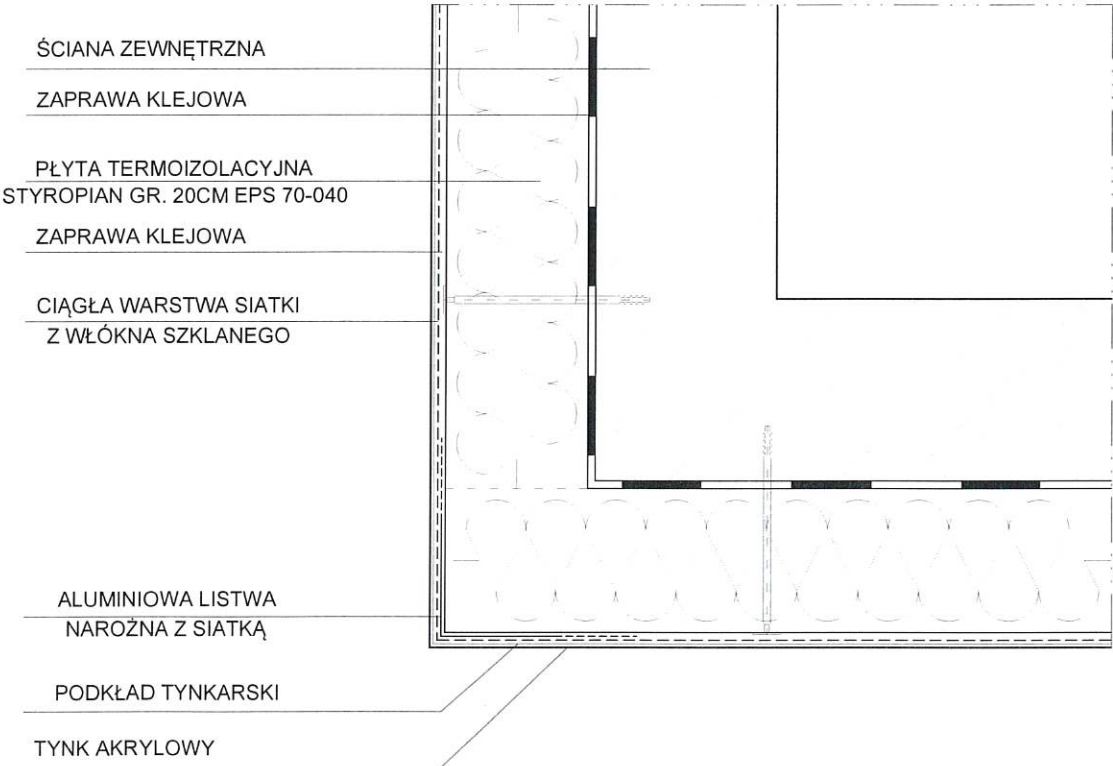 ŚCIANA ZEWNĘTRZNA
ZAPRAWA KLEJOWA
PŁYTA TERMOIZOLACYJNA
STYROPIAN GR. 20CM EPS 70-040
ZAPRAWA KLEJOWA
CIĄGŁA WARSTWA SIATKI
Z WŁÓKNA SZKLANEGO
ALUMINIOWA LISTWA
NAROŻNA Z SIATKĄ
PODKŁAD TYNKARSKI
TYNK AKRYLOWY